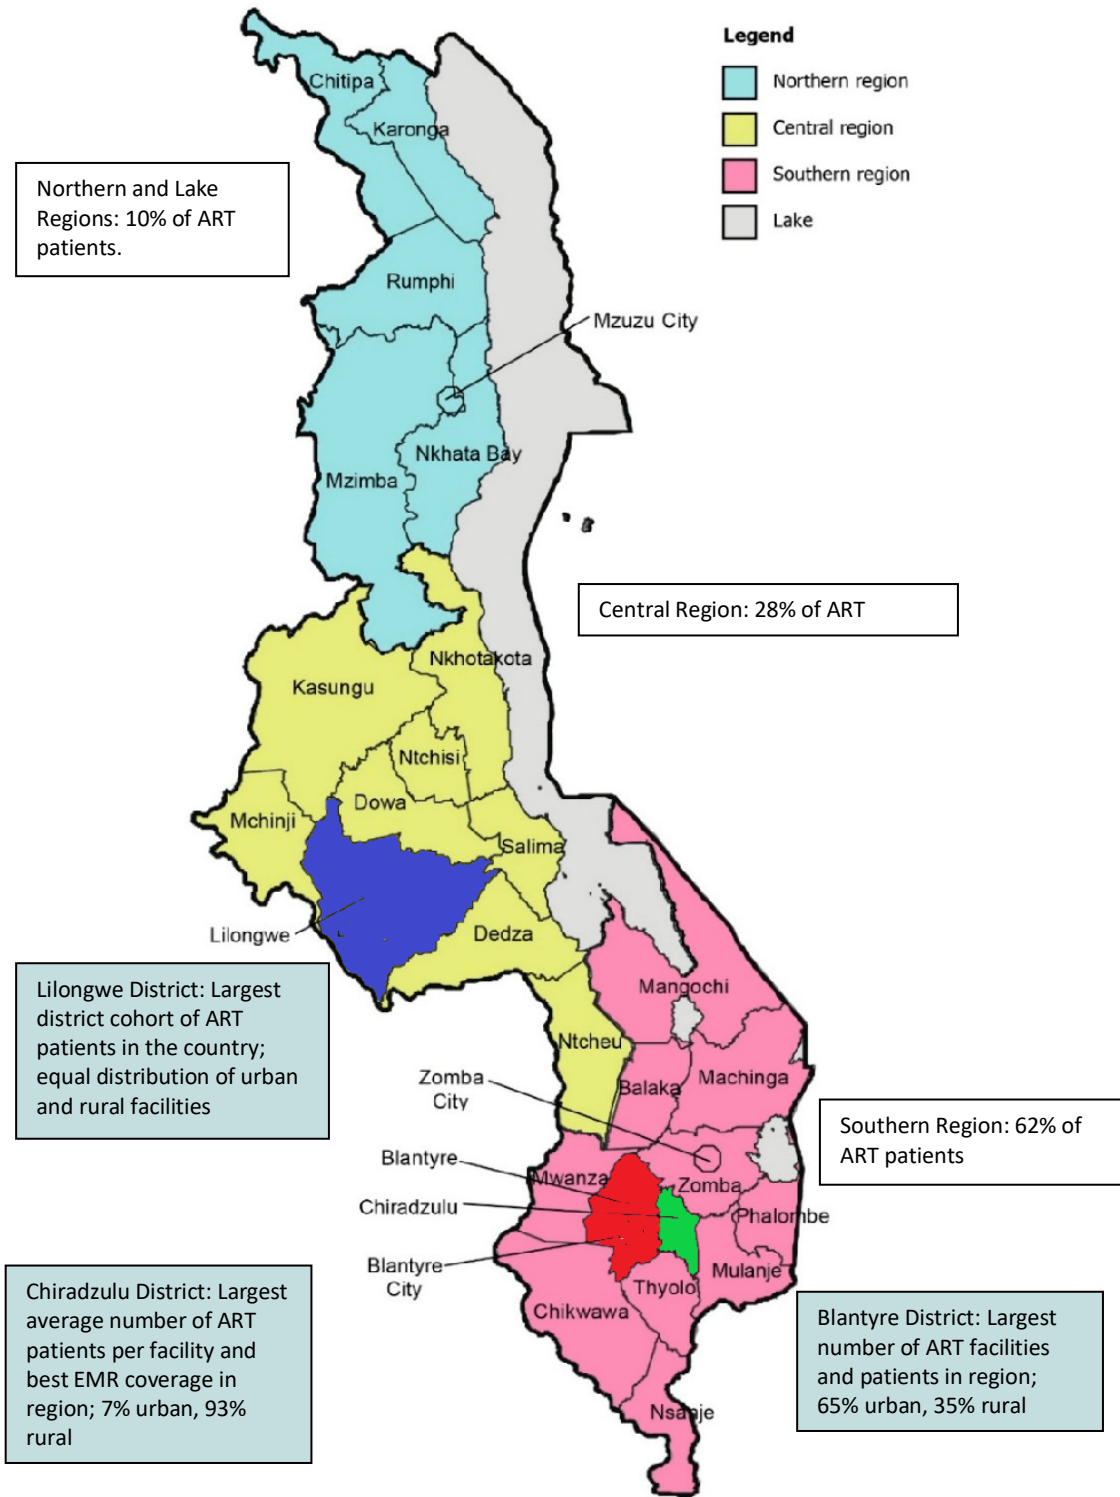 Legend
Northern region
Central region
Southern region
Lake
Chitipa
Karonga
Northern and Lake
Regions: 10% of ART
patients.
Rumphi
Mzuzu City
Nkhata Bay
Mzimba
Central Region: 28% of ART
Nkhotakota
Kasungu
Ntchisi
Dowa
Mchinji
Salima
Lilongwe
Dedza
Lilongwe District: Largest
district cohort of ART
patients in the country;
equal distribution of urban
and rural facilities
Mangochi
Ntcheu
Zomba
City
Balaka
Machinga
Southern Region: 62% of
ART patients
Blantyre
Mwanza
Zomba
Chiradzulu
Phalombe
Blantyre
City
Mulanje
Thyolo
Chikwawa
Chiradzulu District: Largest
average number of ART
patients per facility and
best EMR coverage in
region; 7% urban, 93%
rural
Blantyre District: Largest
number of ART facilities
and patients in region;
65% urban, 35% rural
Nsanje